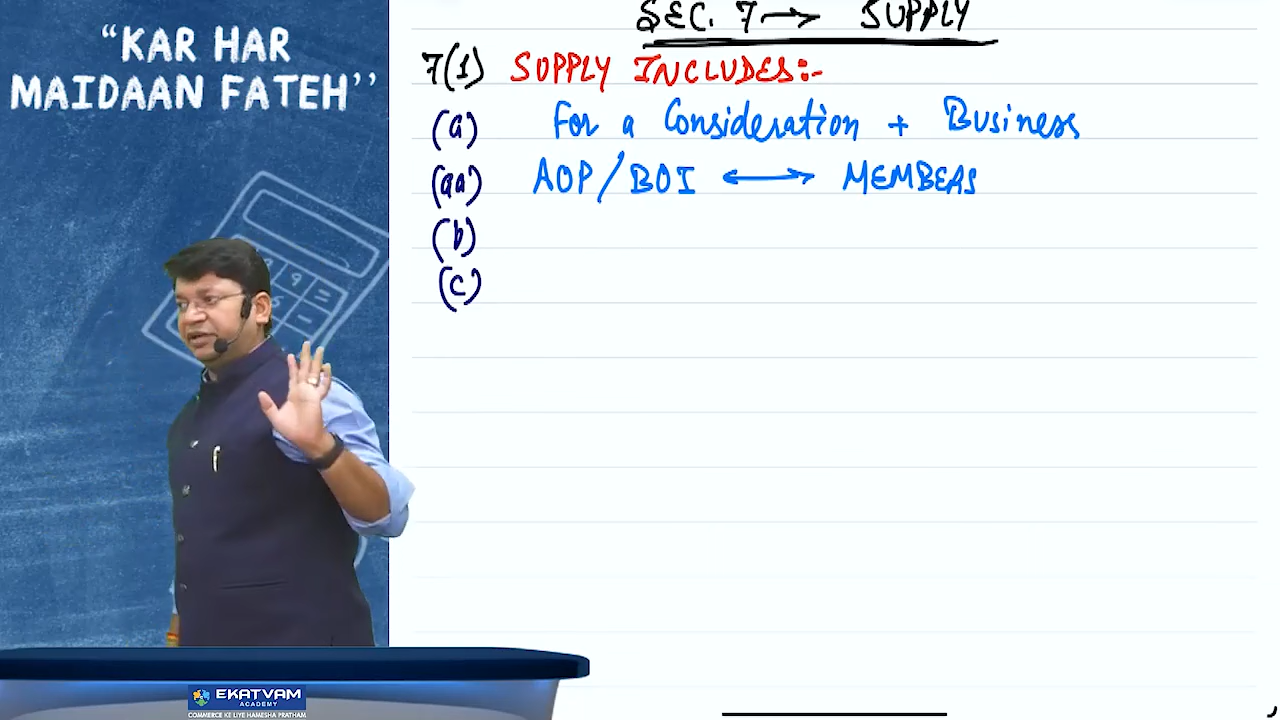 “KAR HAR
MAIDAAN FATEH’’
SEC. 7 → SUPPLY
7(1) SUPPLY INCLUDES:-
(a) For a Consideration + Business
(aa) AOP/BOI ↔ MEMBERS
(b)
(c)
EKATVAM
ACADEMY
COMMERCE KE LIYE HAMESHA PRATHAM